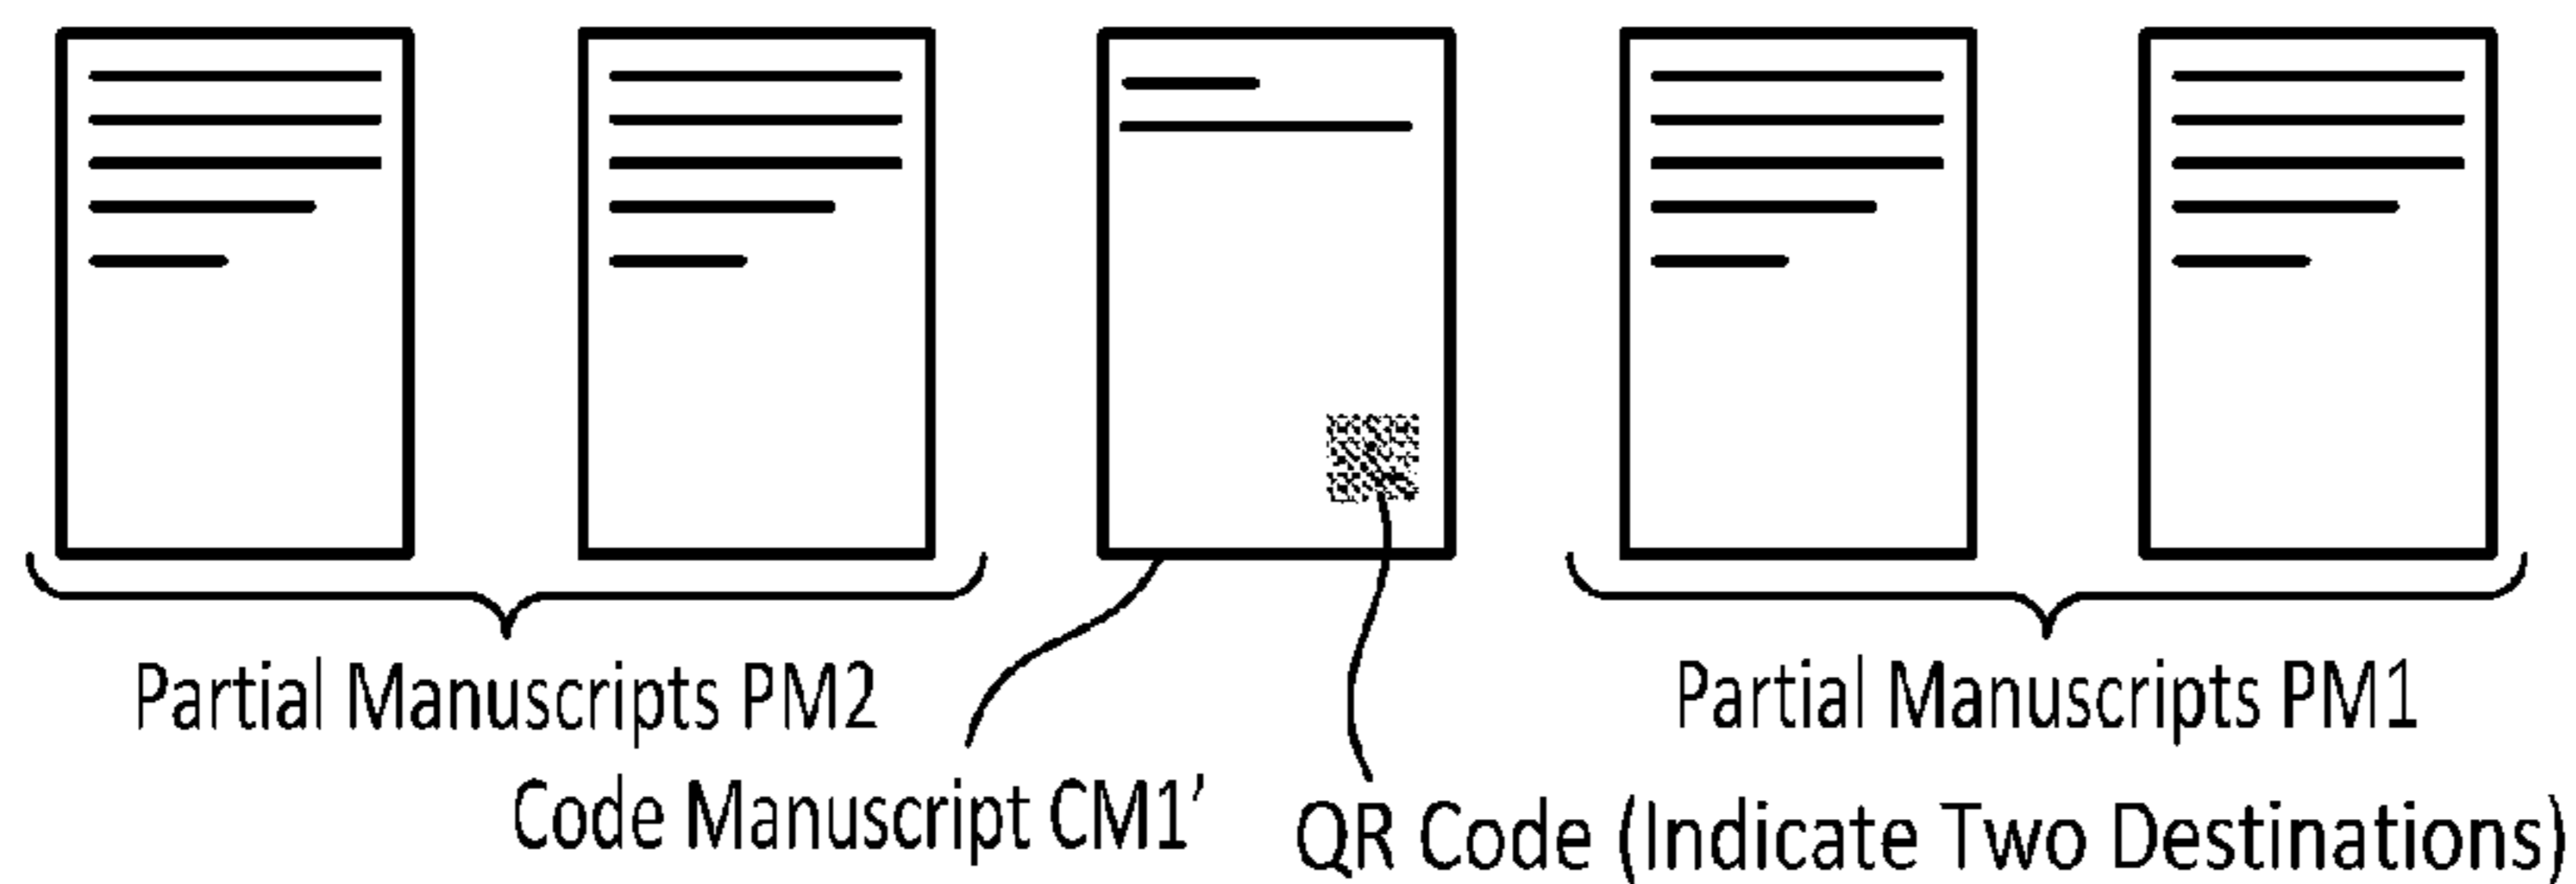 Partial Manuscripts PM2
Partial Manuscripts PM1
Code Manuscript CM1’
QR Code (Indicate Two Destinations)